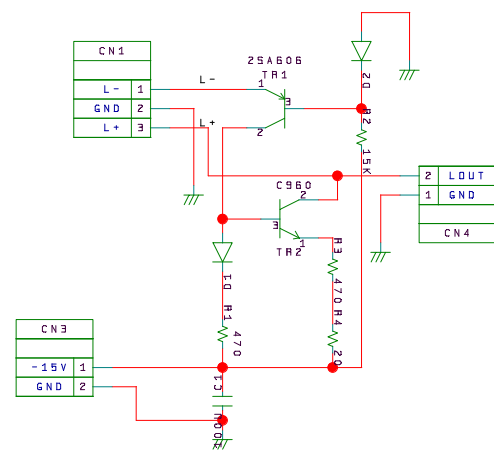 CN1
L- 1
GND 2
L+ 3
L-
L+
2SA606
TR1
1
3
2
D2
R2
15K
2 LOUT
1 GND
CN4
C960
2
3
1
TR2
D1
R1
470
R3
470
R4
20
CN3
-15V 1
GND 2
C1
100U